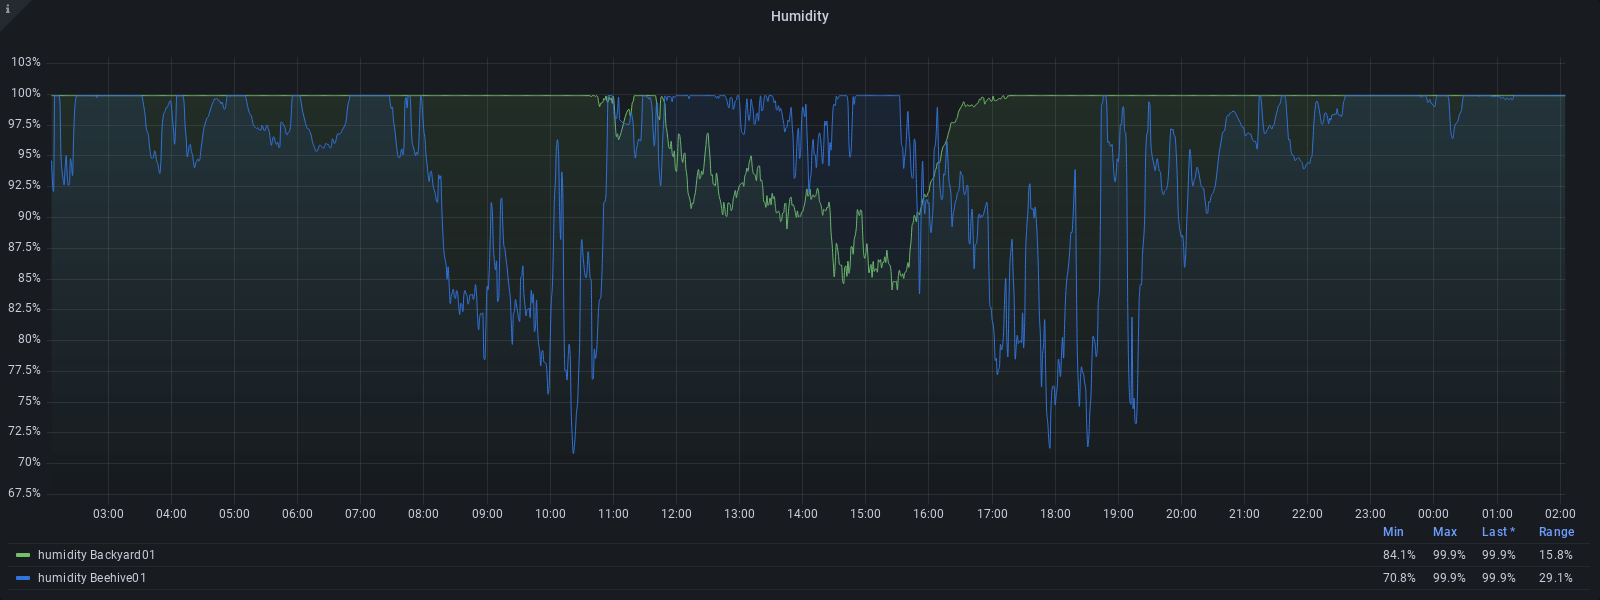 i
Humidity
103%
100%
97.5%
95%
92.5%
90%
87.5%
85%
82.5%
80%
77.5%
75%
72.5%
70%
67.5%
03:00 04:00 05:00 06:00 07:00 08:00 09:00 10:00 11:00 12:00 13:00 14:00 15:00 16:00 17:00 18:00 19:00 20:00 21:00 22:00 23:00 00:00 01:00 02:00
Min Max Last * Range
humidity Backyard01 84.1% 99.9% 99.9% 15.8%
humidity Beehive01 70.8% 99.9% 99.9% 29.1%